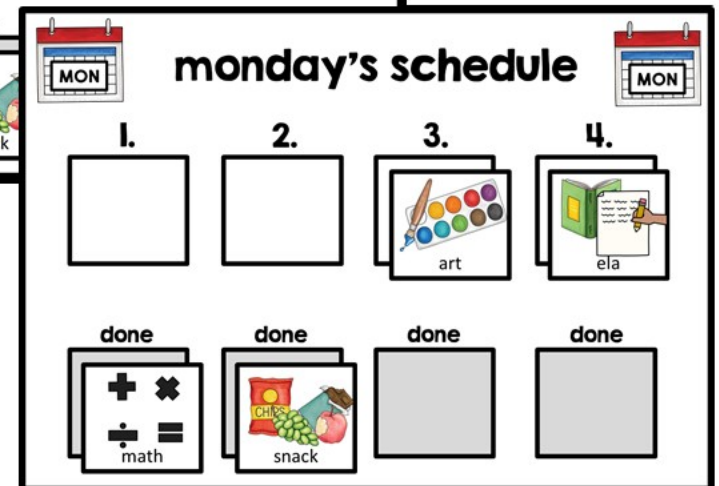 monday's schedule
MON
MON
1. 2. 3. 4.
art
ela
done done done done
CHIPS
math
snack
k